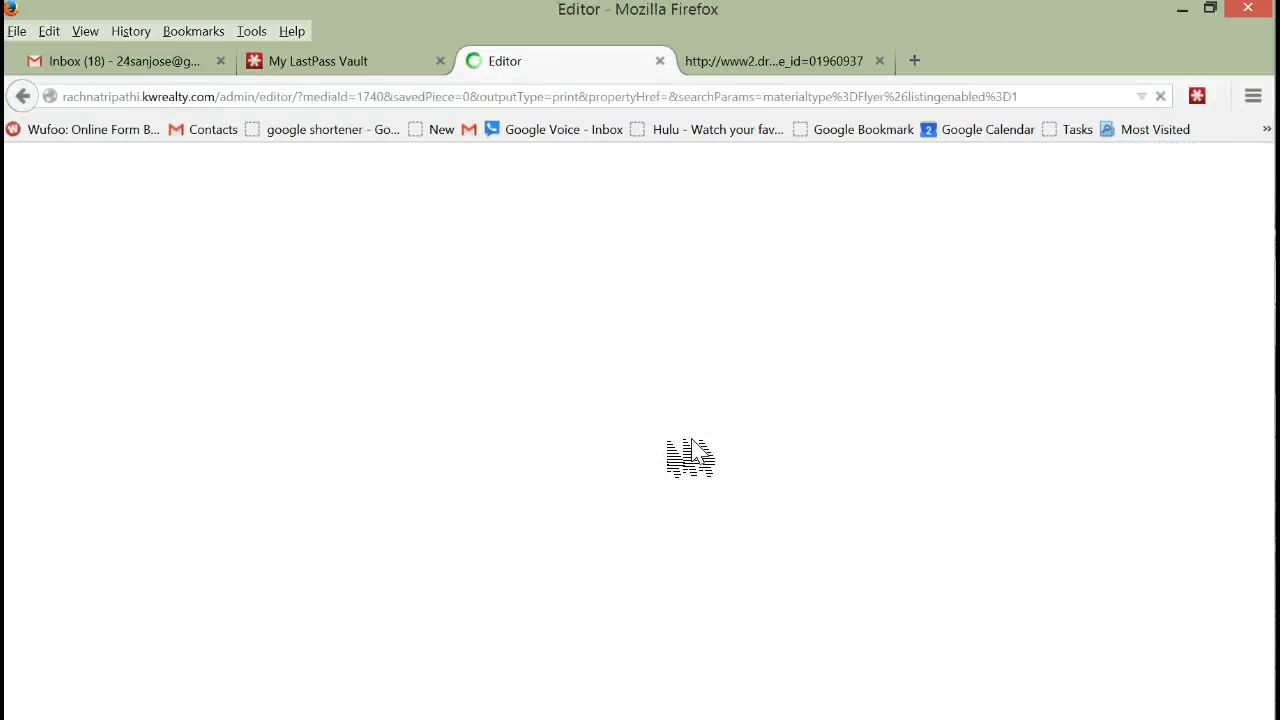 Editor - Mozilla Firefox
File Edit View History Bookmarks Tools Help
Inbox (18) - 24sanjose@g... My LastPass Vault Editor http://www2.dr...e_id=01960937
rachnatripathi.kwrealty.com/admin/editor/?mediaId=1740&savedPiece=0&outputType=print&propertyHref=&searchParams=materialtype%3DFlyer%26listingenabled%3D1
Wufoo: Online Form B... Contacts google shortener - Go... New Google Voice - Inbox Hulu - Watch your fav... Google Bookmark 2 Google Calendar Tasks Most Visited »